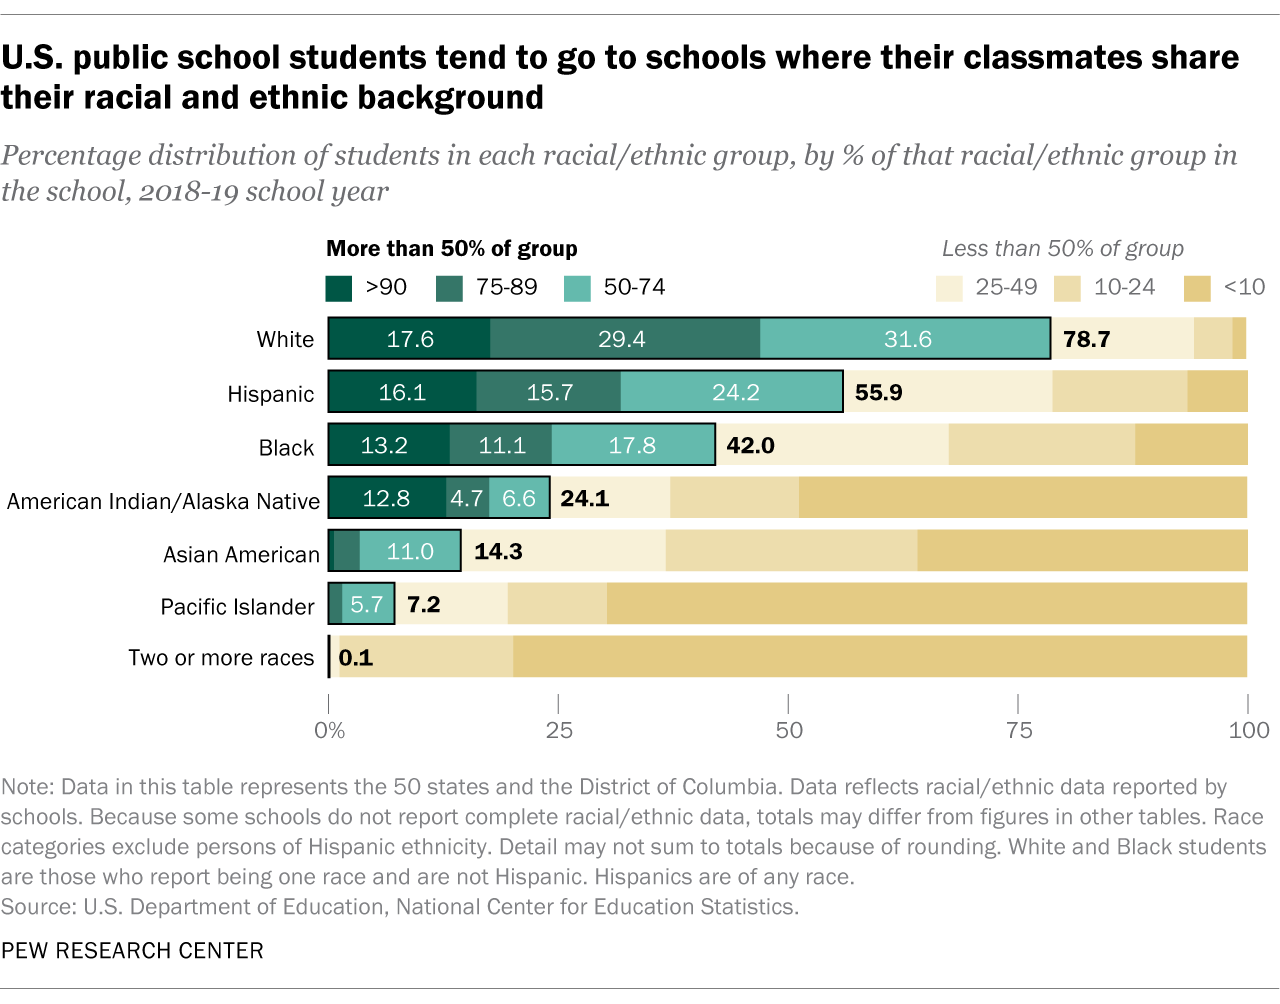 U.S. public school students tend to go to schools where their classmates share
their racial and ethnic background
Percentage distribution of students in each racial/ethnic group, by % of that racial/ethnic group in
the school, 2018-19 school year
More than 50% of group
Less than 50% of group
>90 75-89 50-74 25-49 10-24 <10
White 17.6 29.4 31.6 78.7
Hispanic 16.1 15.7 24.2 55.9
Black 13.2 11.1 17.8 42.0
American Indian/Alaska Native 12.8 4.7 6.6 24.1
Asian American 11.0 14.3
Pacific Islander 5.7 7.2
Two or more races 0.1
0% 25 50 75 100
Note: Data in this table represents the 50 states and the District of Columbia. Data reflects racial/ethnic data reported by
schools. Because some schools do not report complete racial/ethnic data, totals may differ from figures in other tables. Race
categories exclude persons of Hispanic ethnicity. Detail may not sum to totals because of rounding. White and Black students
are those who report being one race and are not Hispanic. Hispanics are of any race.
Source: U.S. Department of Education, National Center for Education Statistics.
PEW RESEARCH CENTER